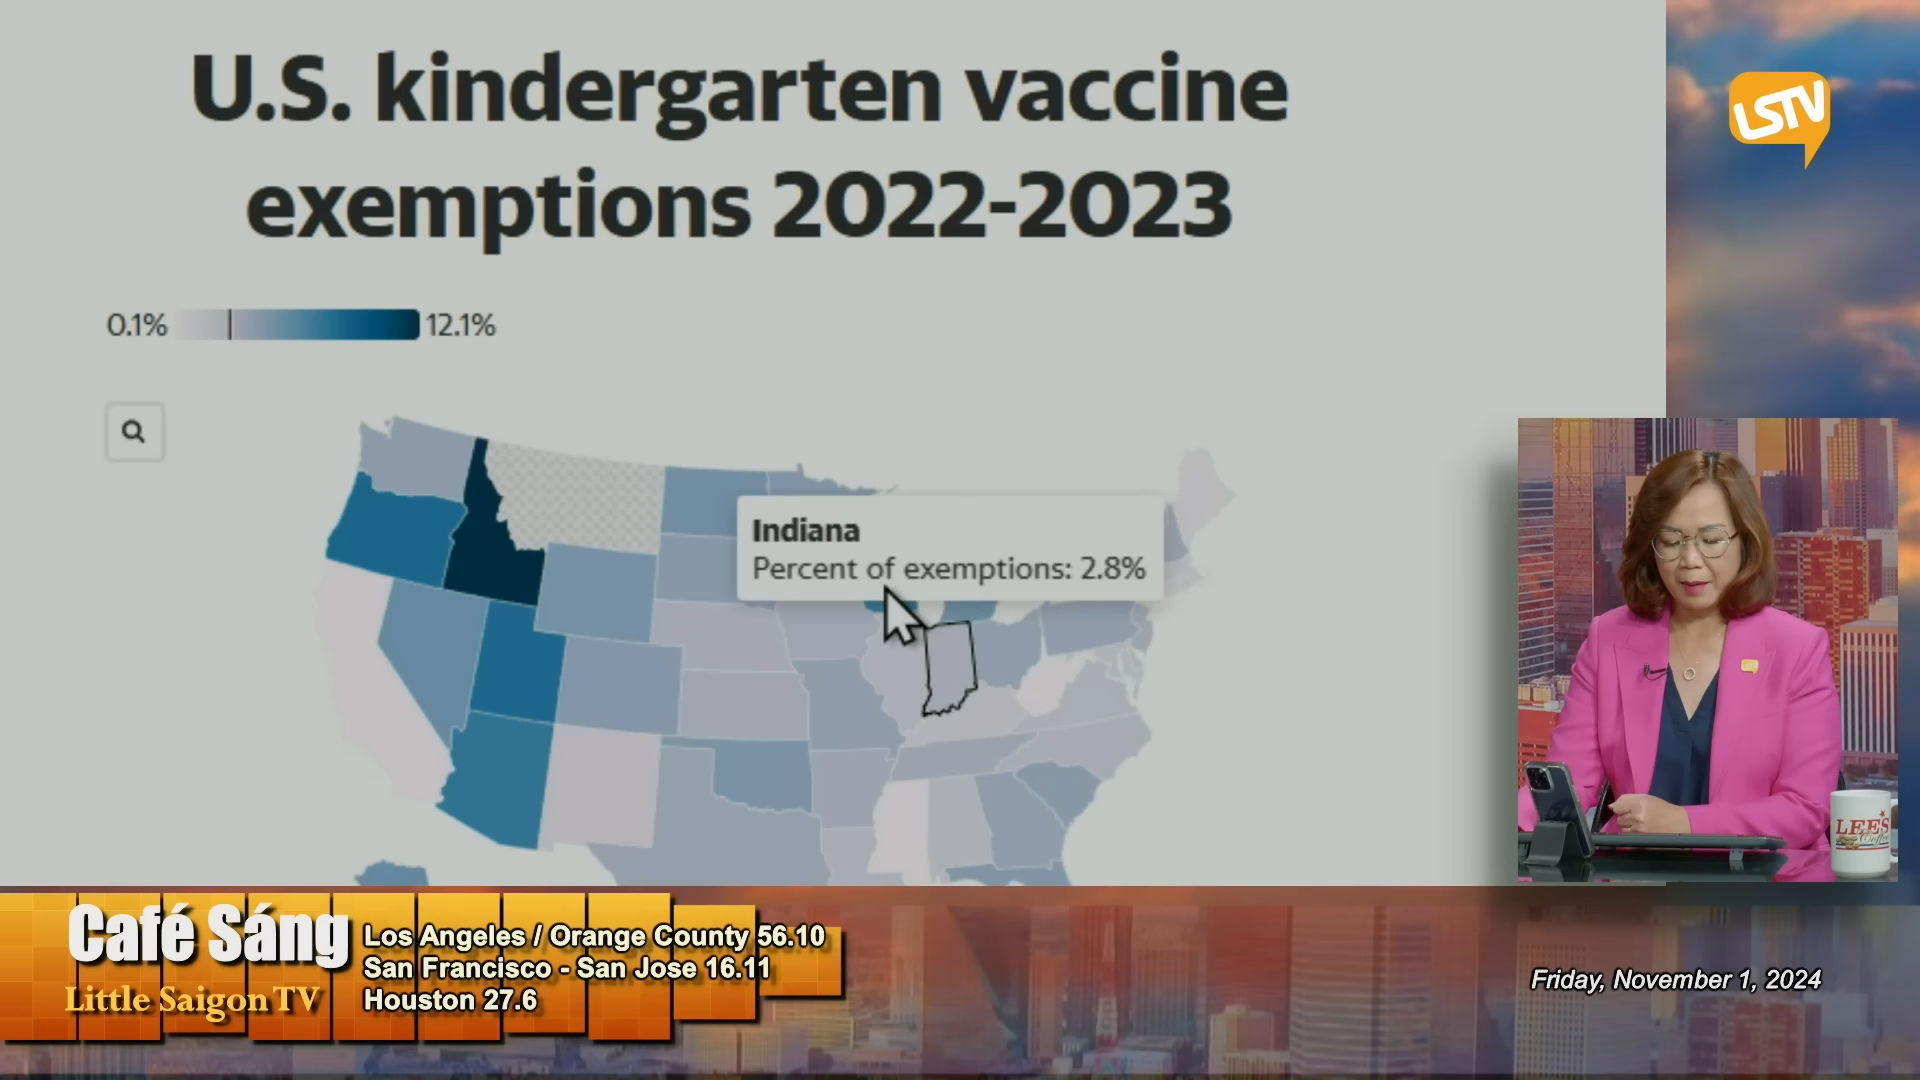 U.S. kindergarten vaccine
exemptions 2022-2023
LSTV
0.1%
12.1%
Indiana
Percent of exemptions: 2.8%
LEE'S
Coffee
Café Sáng
Little Saigon TV
Los Angeles / Orange County 56.10
San Francisco - San Jose 16.11
Houston 27.6
Friday, November 1, 2024